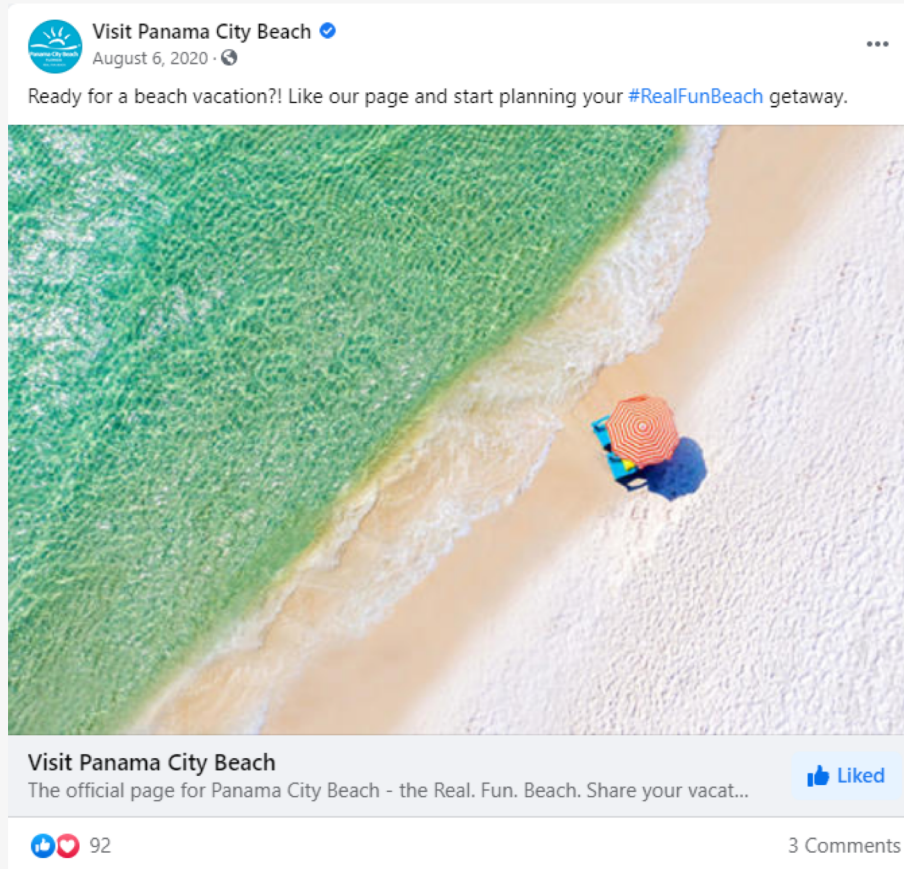 Visit Panama City Beach
August 6, 2020 ·
Ready for a beach vacation?! Like our page and start planning your #RealFunBeach getaway.
Visit Panama City Beach
The official page for Panama City Beach - the Real. Fun. Beach. Share your vacat...
Liked
92
3 Comments